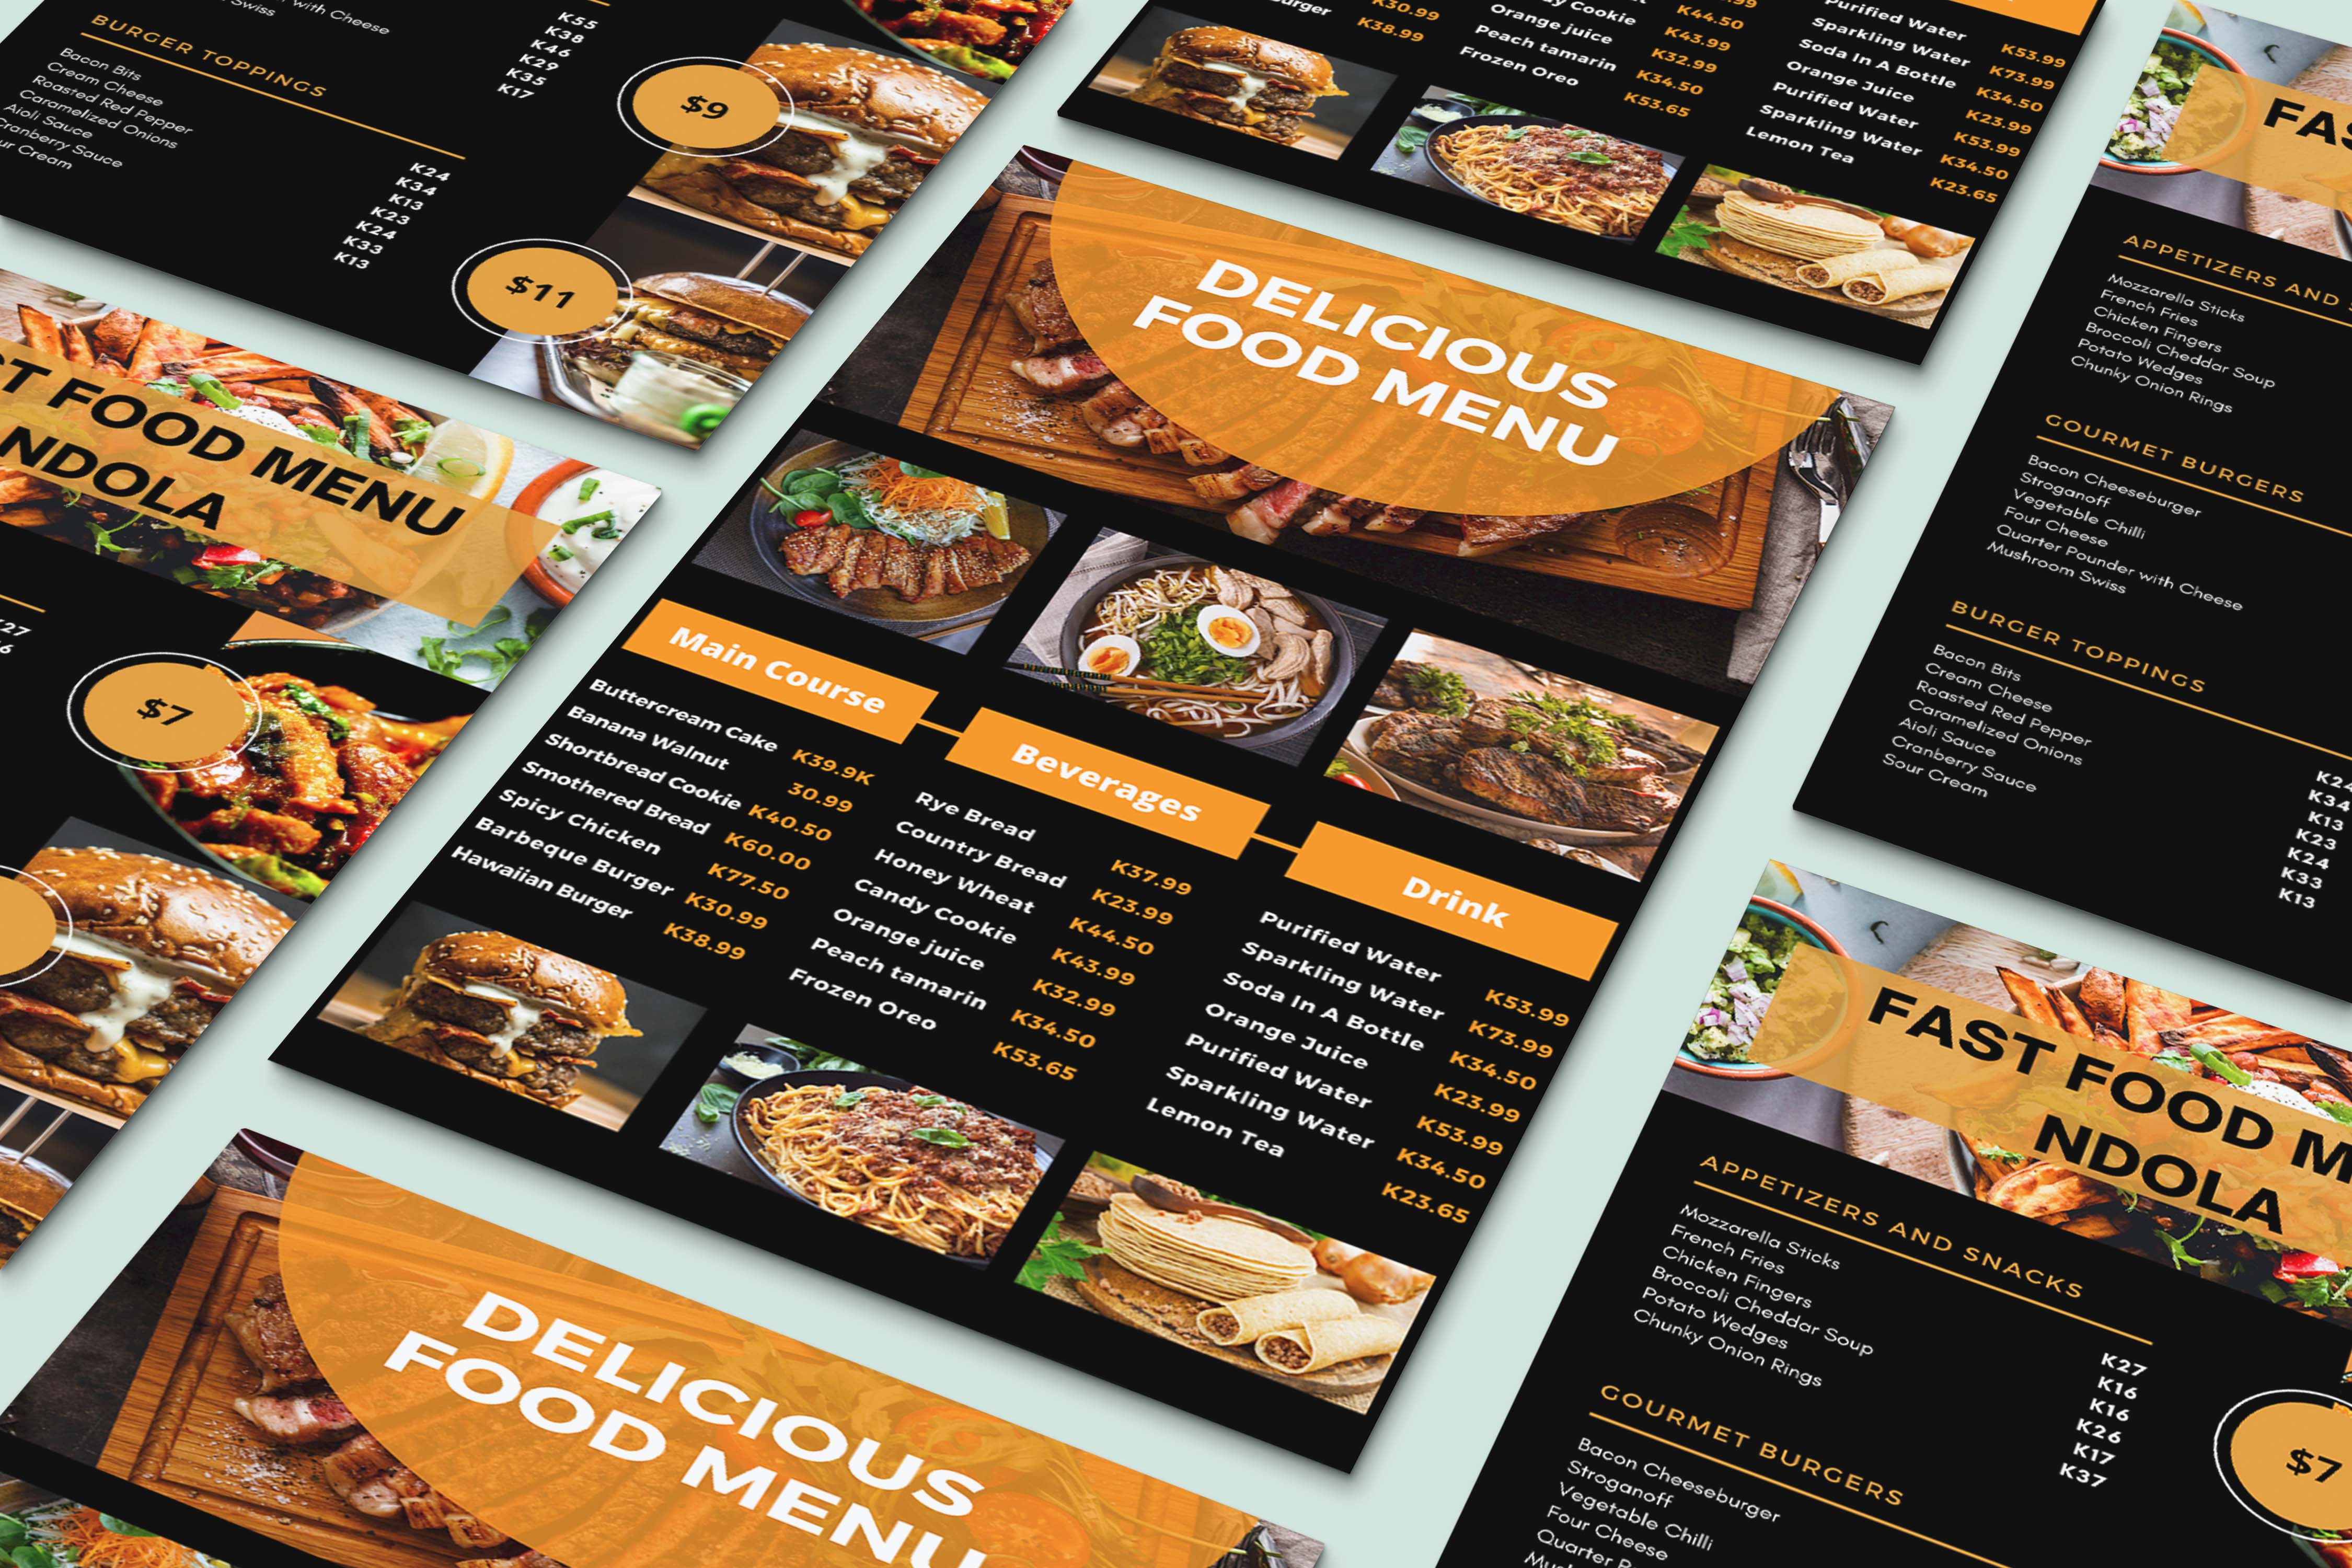 with Cheese
Swiss
K55
K38
K46
K29
K35
K17
BURGER TOPPINGS
Bacon Bits
Cream Cheese
Roasted Red Pepper
Caramelized Onions
Aioli Sauce
Cranberry Sauce
ur Cream
K24
K34
K13
K23
K24
K33
K13
$9
$11
urger
K30.99
K38.99
Cookie
Orange juice
Peach tamarin
Frozen Oreo
K44.50
K43.99
K32.99
K34.50
K53.65
Purified Water
Sparkling Water
Soda In A Bottle
Orange Juice
Purified Water
Sparkling Water
Lemon Tea
K53.99
K73.99
K34.50
K23.99
K53.99
K34.50
K23.65
FAS
APPETIZERS AND
Mozzarella Sticks
French Fries
Chicken Fingers
Broccoli Cheddar Soup
Potato Wedges
Chunky Onion Rings
GOURMET BURGERS
Bacon Cheeseburger
Stroganoff
Vegetable Chilli
Four Cheese
Quarter Pounder with Cheese
Mushroom Swiss
BURGER TOPPINGS
Bacon Bits
Cream Cheese
Roasted Red Pepper
Caramelized Onions
Aioli Sauce
Cranberry Sauce
Sour Cream
K24
K34
K13
K23
K24
K33
K13
ST FOOD MENU
NDOLA
K27
$7
DELICIOUS
FOOD MENU
Main Course
Buttercream Cake K39.9K
Banana Walnut 30.99
Shortbread Cookie K40.50
Smothered Bread K60.00
Spicy Chicken K77.50
Barbeque Burger K30.99
Hawaiian Burger K38.99
Beverages
Rye Bread K37.99
Country Bread K23.99
Honey Wheat K44.50
Candy Cookie K43.99
Orange juice K32.99
Peach tamarin K34.50
Frozen Oreo K53.65
Drink
Purified Water K53.99
Sparkling Water K73.99
Soda In A Bottle K34.50
Orange Juice K23.99
Purified Water K53.99
Sparkling Water K34.50
Lemon Tea K23.65
FAST FOOD M
NDOLA
APPETIZERS AND SNACKS
Mozzarella Sticks
French Fries
Chicken Fingers
Broccoli Cheddar Soup
Potato Wedges
Chunky Onion Rings
K27
K16
K16
K26
K17
K37
$7
GOURMET BURGERS
Bacon Cheeseburger
Stroganoff
Vegetable Chilli
Four Cheese
Quarter P
DELICIOUS
FOOD MENU